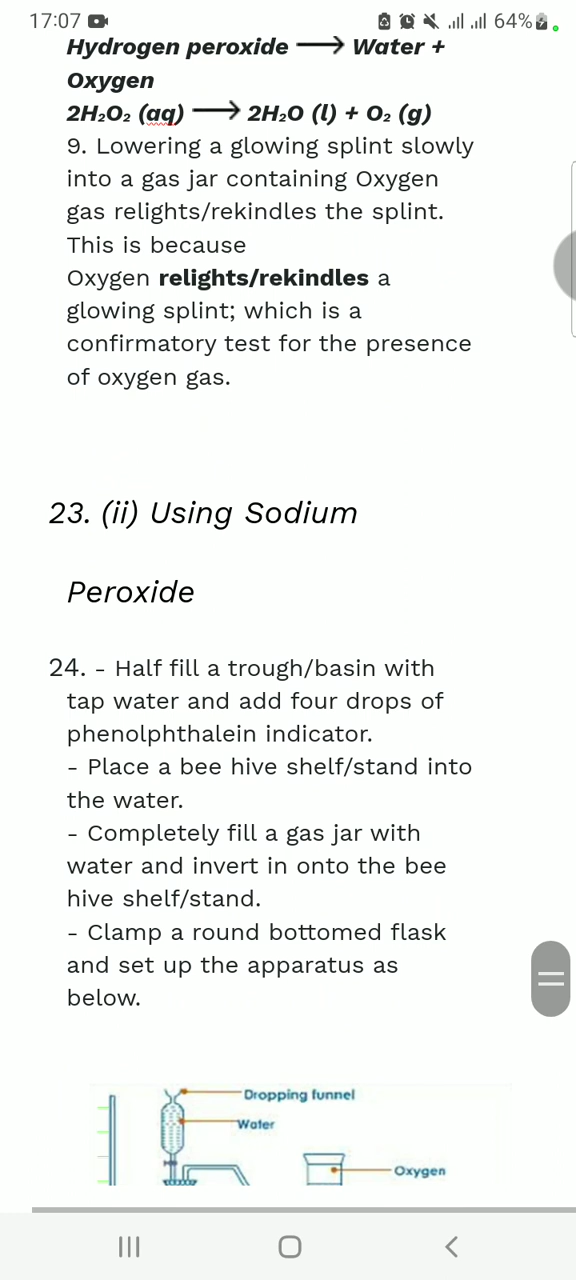 17:07
64%
Hydrogen peroxide ⟶ Water +
Oxygen
2H₂O₂ (aq) ⟶ 2H₂O (l) + O₂ (g)
9. Lowering a glowing splint slowly
into a gas jar containing Oxygen
gas relights/rekindles the splint.
This is because
Oxygen relights/rekindles a
glowing splint; which is a
confirmatory test for the presence
of oxygen gas.
23. (ii) Using Sodium
Peroxide
24. - Half fill a trough/basin with
tap water and add four drops of
phenolphthalein indicator.
- Place a bee hive shelf/stand into
the water.
- Completely fill a gas jar with
water and invert in onto the bee
hive shelf/stand.
- Clamp a round bottomed flask
and set up the apparatus as
below.
Dropping funnel
Water
Oxygen